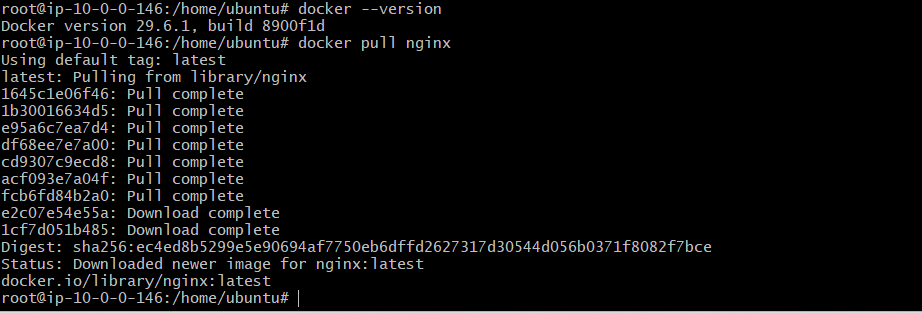 root@ip-10-0-0-146:/home/ubuntu# docker --version
Docker version 29.6.1, build 8900f1d
root@ip-10-0-0-146:/home/ubuntu# docker pull nginx
Using default tag: latest
latest: Pulling from library/nginx
1645c1e06f46: Pull complete
1b30016634d5: Pull complete
e95a6c7ea7d4: Pull complete
df68ee7e7a00: Pull complete
cd9307c9ecd8: Pull complete
acf093e7a04f: Pull complete
fcb6fd84b2a0: Pull complete
e2c07e54e55a: Download complete
1cf7d051b485: Download complete
Digest: sha256:ec4ed8b5299e5e90694af7750eb6dffd2627317d30544d056b0371f8082f7bce
Status: Downloaded newer image for nginx:latest
docker.io/library/nginx:latest
root@ip-10-0-0-146:/home/ubuntu#